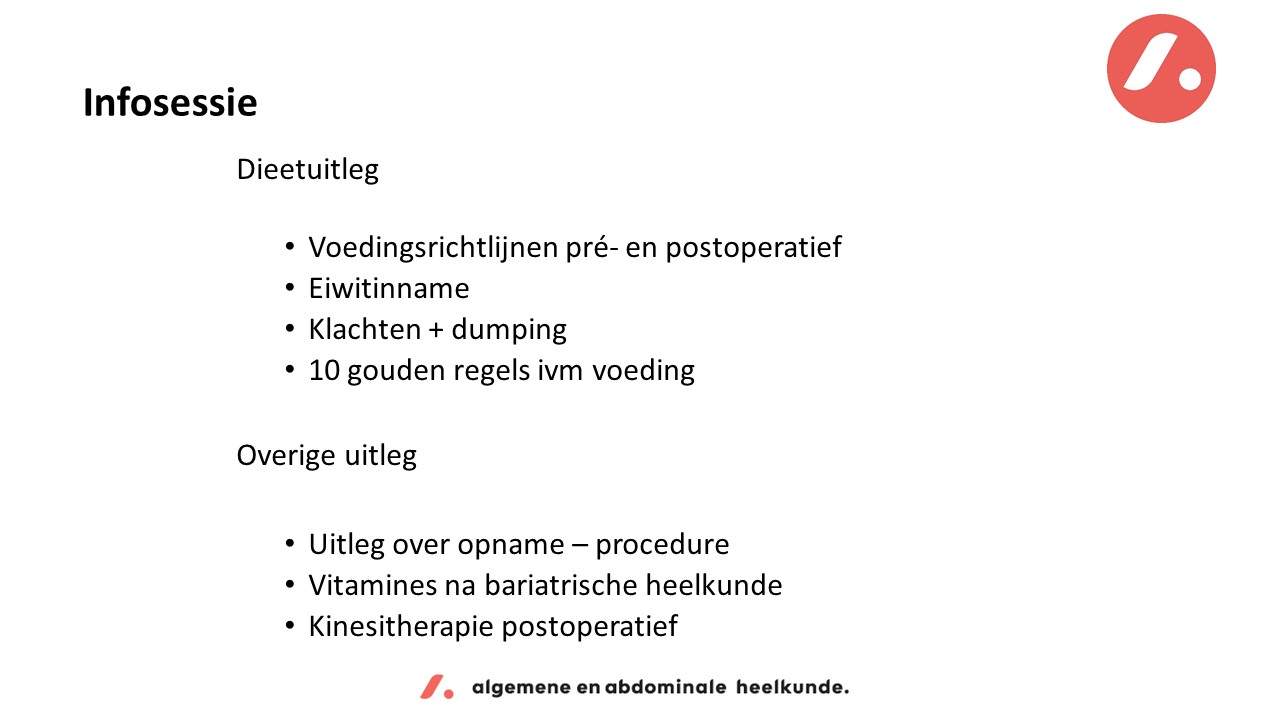 Infosessie
Dieetuitleg
• Voedingsrichtlijnen pré- en postoperatief
• Eiwitinname
• Klachten + dumping
• 10 gouden regels ivm voeding
Overige uitleg
• Uitleg over opname – procedure
• Vitamines na bariatrische heelkunde
• Kinesitherapie postoperatief
algemene en abdominale heelkunde.